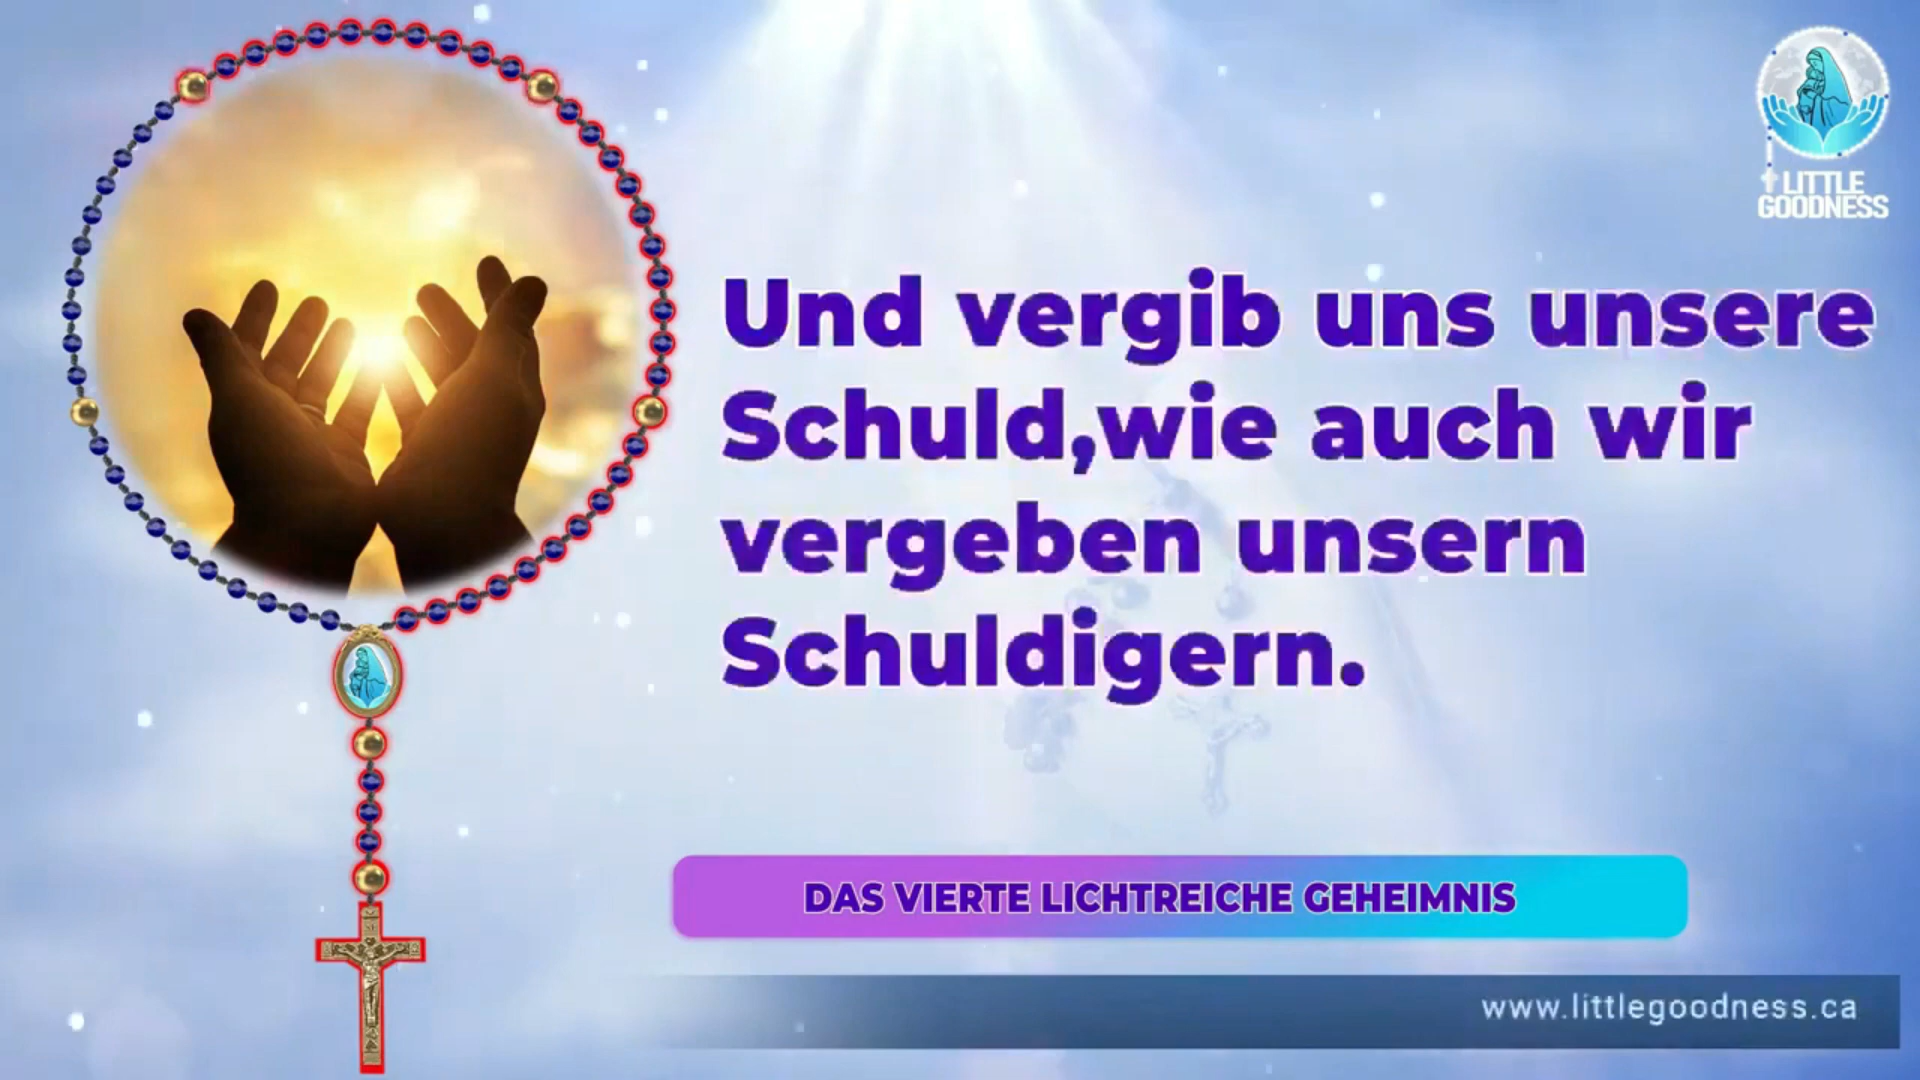 LITTLE
GOODNESS
Und vergib uns unsere
Schuld,wie auch wir
vergeben unsern
Schuldigern.
DAS VIERTE LICHTREICHE GEHEIMNIS
www.littlegoodness.ca